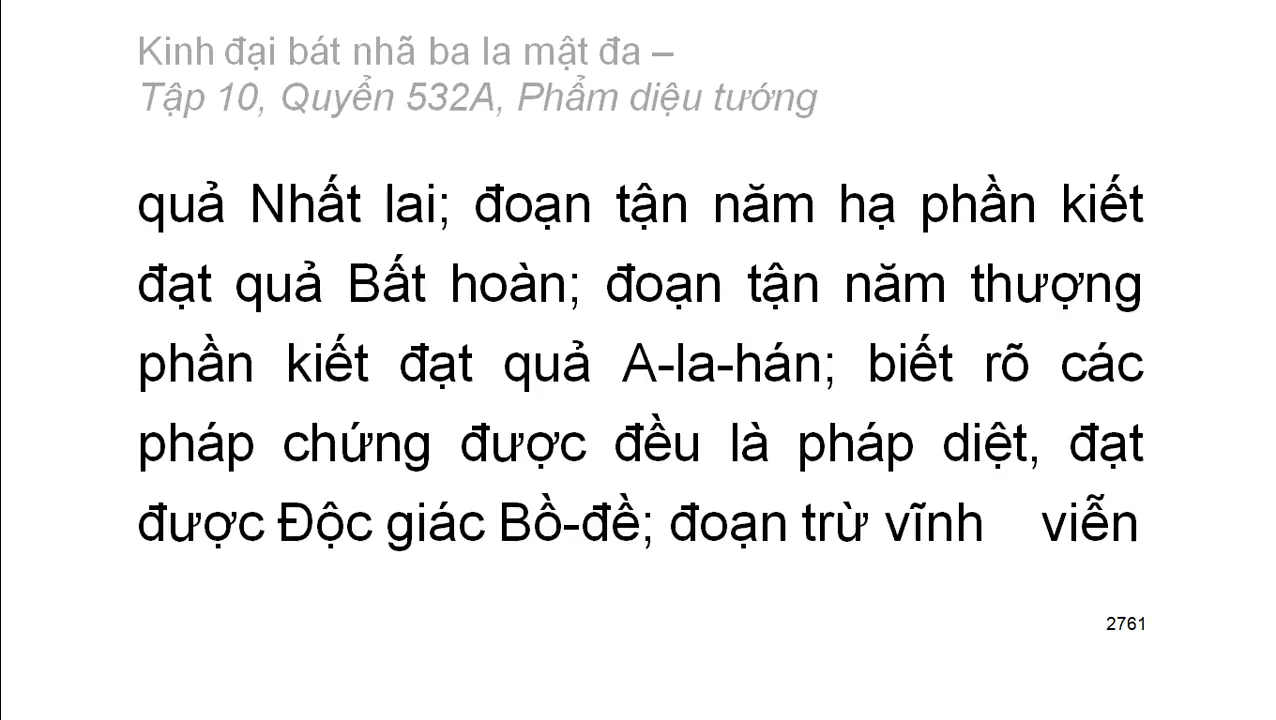 Kinh đại bát nhã ba la mật đa –
Tập 10, Quyển 532A, Phẩm diệu tướng
quả Nhất lai; đoạn tận năm hạ phần kiết
đạt quả Bất hoàn; đoạn tận năm thượng
phần kiết đạt quả A-la-hán; biết rõ các
pháp chứng được đều là pháp diệt, đạt
được Độc giác Bồ-đề; đoạn trừ vĩnh viễn
2761